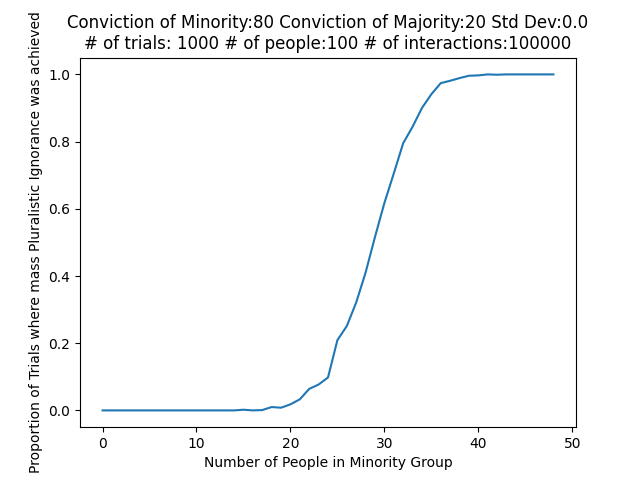 Conviction of Minority:80 Conviction of Majority:20 Std Dev:0.0
# of trials: 1000 # of people:100 # of interactions:100000
Proportion of Trials where mass Pluralistic Ignorance was achieved
1.0
0.8
0.6
0.4
0.2
0.0
0 10 20 30 40 50
Number of People in Minority Group